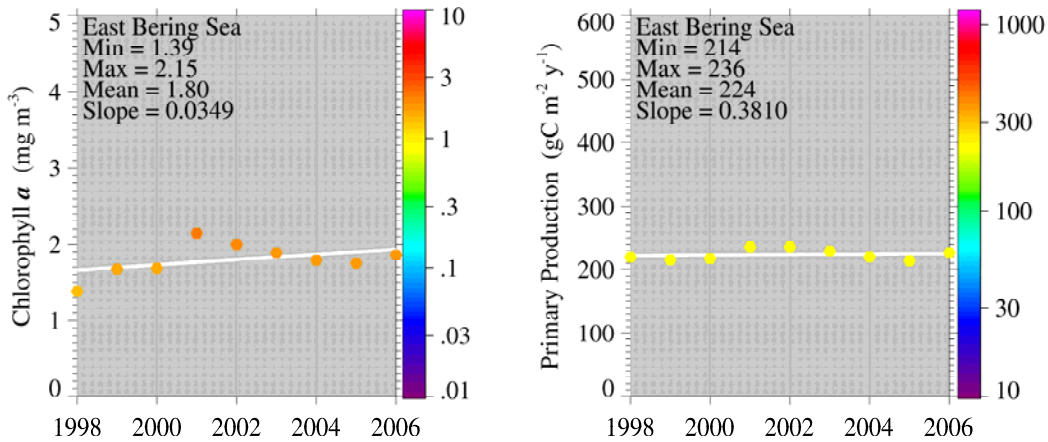 5
4
3
2
1
0
Chlorophyll a (mg m-3)
East Bering Sea
Min = 1.39
Max = 2.15
Mean = 1.80
Slope = 0.0349
1998 2000 2002 2004 2006
10
3
1
.3
.1
.03
.01
600
500
400
300
200
100
0
Primary Production (gC m-2 y-1)
East Bering Sea
Min = 214
Max = 236
Mean = 224
Slope = 0.3810
1998 2000 2002 2004 2006
1000
300
100
30
10